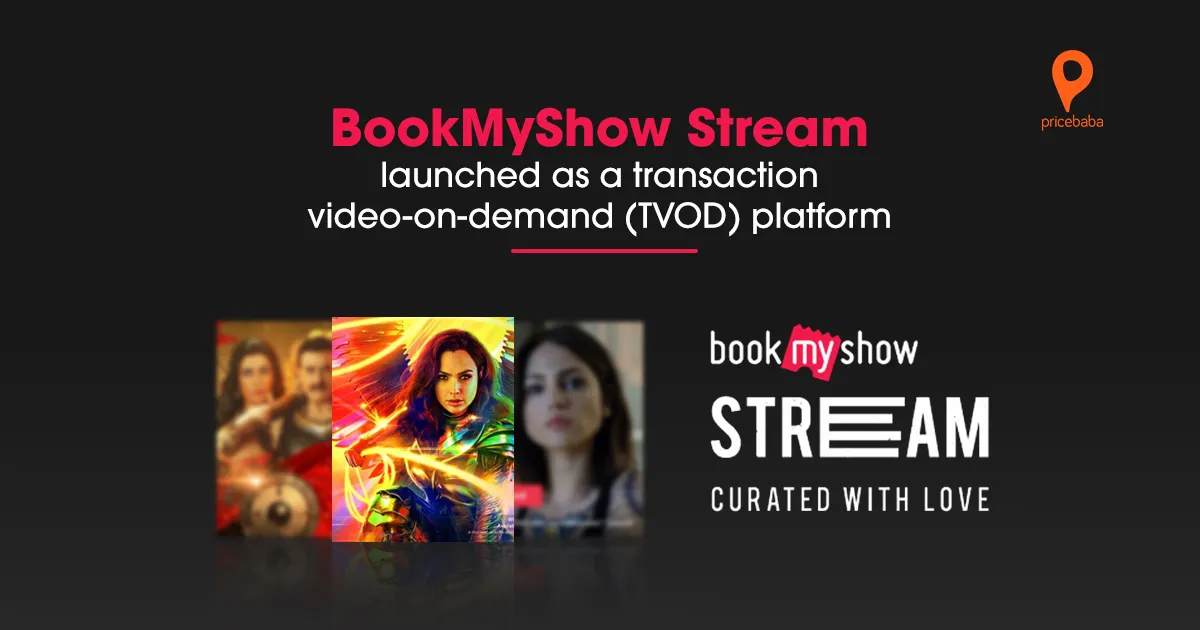 pricebaba
BookMyShow Stream
launched as a transaction
video-on-demand (TVOD) platform
book my show
STREAM
CURATED WITH LOVE